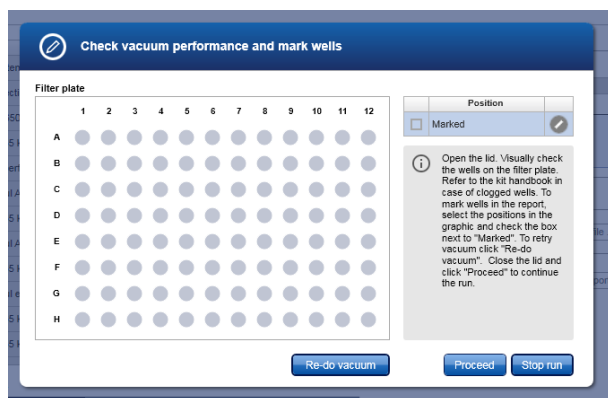 Check vacuum performance and mark wells
Filter plate
1 2 3 4 5 6 7 8 9 10 11 12
A
B
C
D
E
F
G
H
Position
Marked
Open the lid. Visually check
the wells on the filter plate.
Refer to the kit handbook in
case of clogged wells. To
mark wells in the report,
select the positions in the
graphic and check the box
next to "Marked". To retry
vacuum click "Re-do
vacuum". Close the lid and
click "Proceed" to continue
the run.
Re-do vacuum
Proceed
Stop run